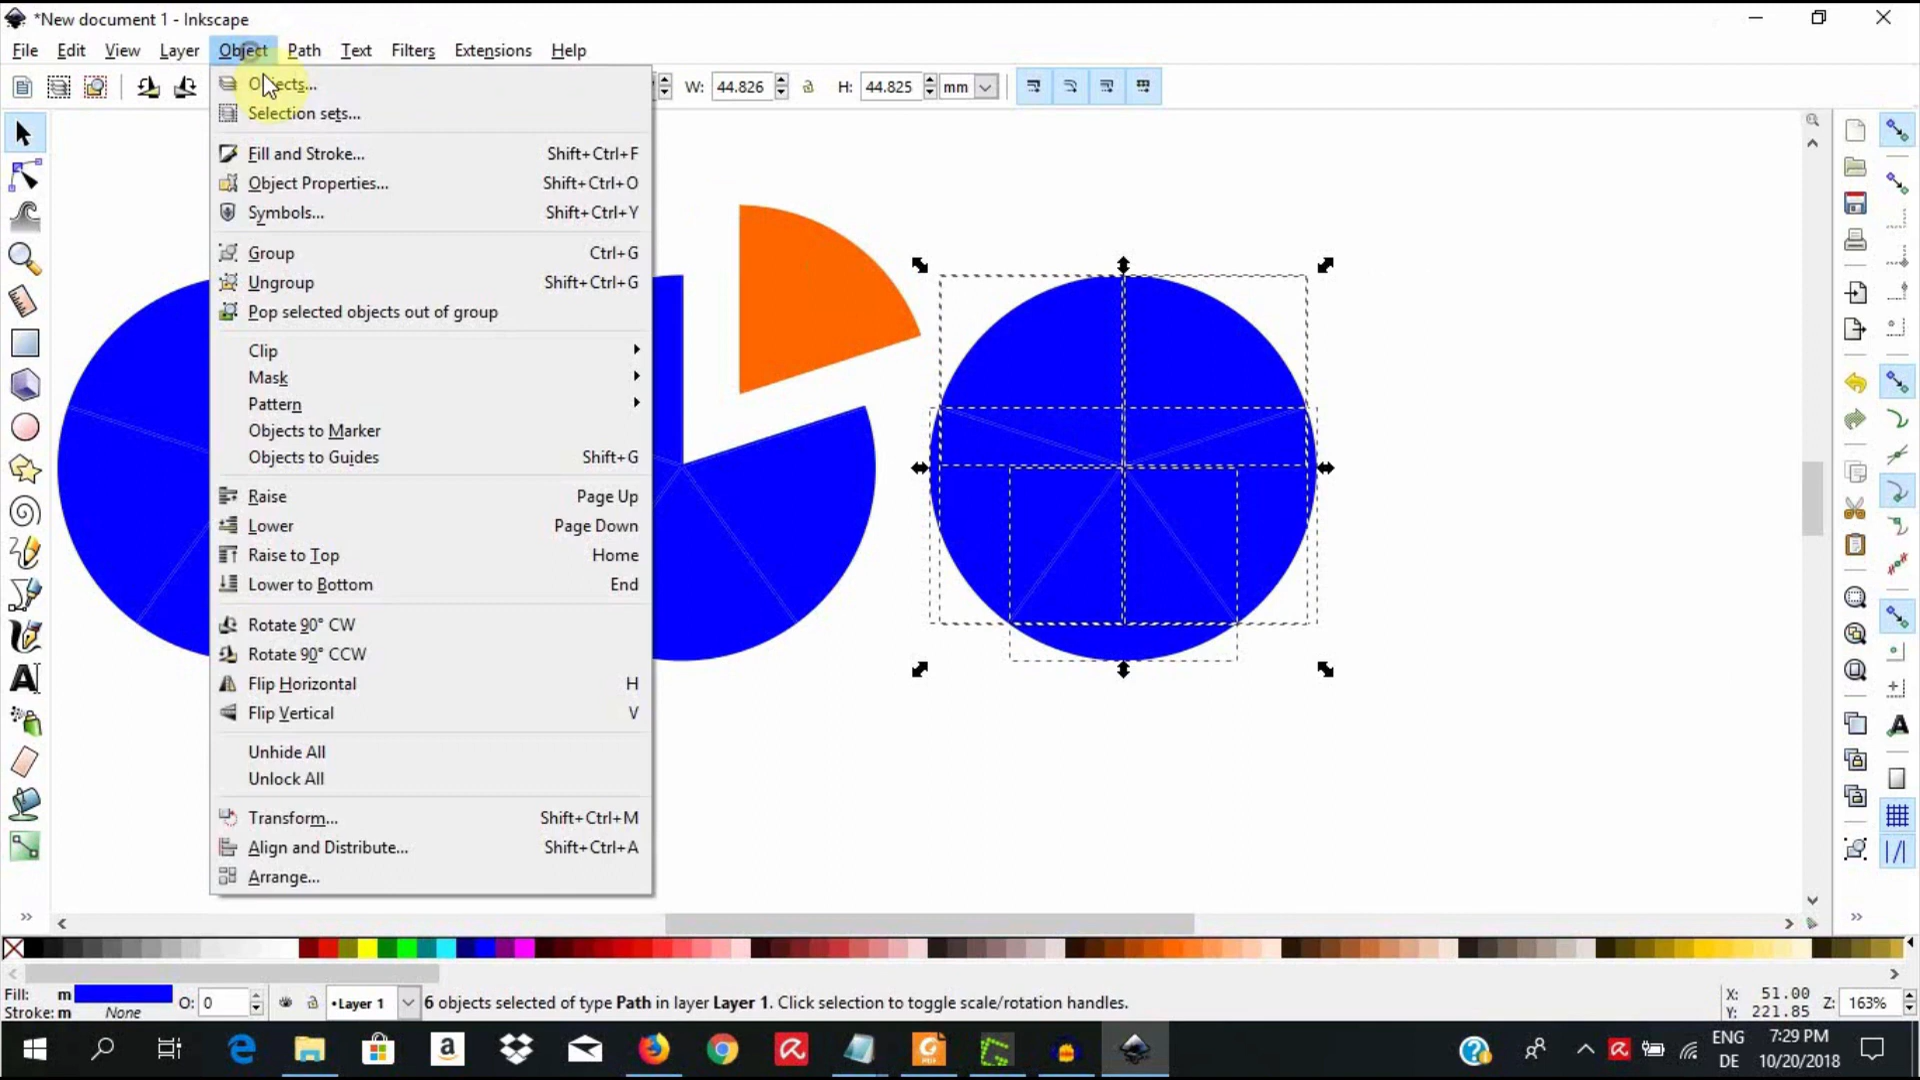 *New document 1 - Inkscape
File Edit View Layer Object Path Text Filters Extensions Help
W: 44.826 H: 44.825 mm
Objects...
Selection sets...
Fill and Stroke... Shift+Ctrl+F
Object Properties... Shift+Ctrl+O
Symbols... Shift+Ctrl+Y
Group Ctrl+G
Ungroup Shift+Ctrl+G
Pop selected objects out of group
Clip
Mask
Pattern
Objects to Marker
Objects to Guides Shift+G
Raise Page Up
Lower Page Down
Raise to Top Home
Lower to Bottom End
Rotate 90° CW
Rotate 90° CCW
Flip Horizontal H
Flip Vertical V
Unhide All
Unlock All
Transform... Shift+Ctrl+M
Align and Distribute... Shift+Ctrl+A
Arrange...
Fill: m O: 0 •Layer 1 6 objects selected of type Path in layer Layer 1. Click selection to toggle scale/rotation handles. X: 51.00 Z: 163%
Stroke: m None Y: 221.85
ENG 7:29 PM
DE 10/20/2018